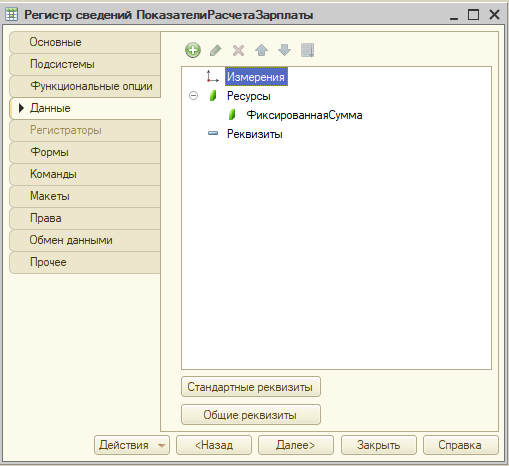 Регистр сведений ПоказателиРасчетаЗарплаты
Основные
Подсистемы
Функциональные опции
Данные
Регистраторы
Формы
Команды
Макеты
Права
Обмен данными
Прочее
Измерения
Ресурсы
ФиксированнаяСумма
Реквизиты
Стандартные реквизиты
Общие реквизиты
Действия
<Назад
Далее>
Закрыть
Справка